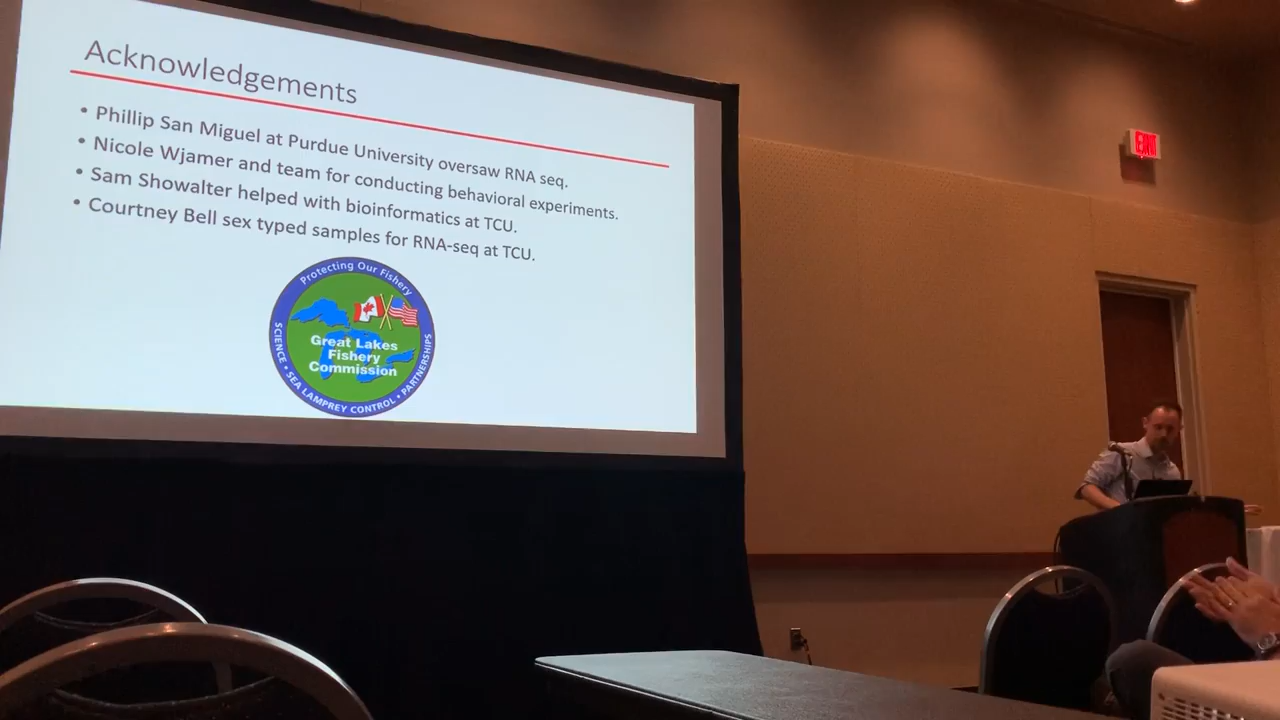 Acknowledgements
• Phillip San Miguel at Purdue University oversaw RNA seq.
• Nicole Wjamer and team for conducting behavioral experiments.
• Sam Showalter helped with bioinformatics at TCU.
• Courtney Bell sex typed samples for RNA-seq at TCU.
Protecting Our Fishery
Great Lakes
Fishery
Commission
SCIENCE • SEA LAMPREY CONTROL • PARTNERSHIPS
EXIT